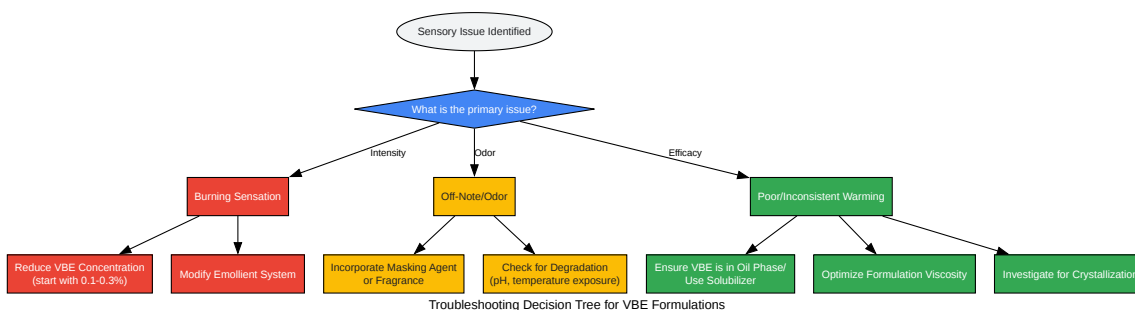 Sensory Issue Identified
What is the primary issue?
Intensity
Odor
Efficacy
Burning Sensation
Off-Note/Odor
Poor/Inconsistent Warming
Reduce VBE Concentration
(start with 0.1-0.3%)
Modify Emollient System
Incorporate Masking Agent
or Fragrance
Check for Degradation
(pH, temperature exposure)
Ensure VBE is in Oil Phase/
Use Solubilizer
Optimize Formulation Viscosity
Investigate for Crystallization
Troubleshooting Decision Tree for VBE Formulations